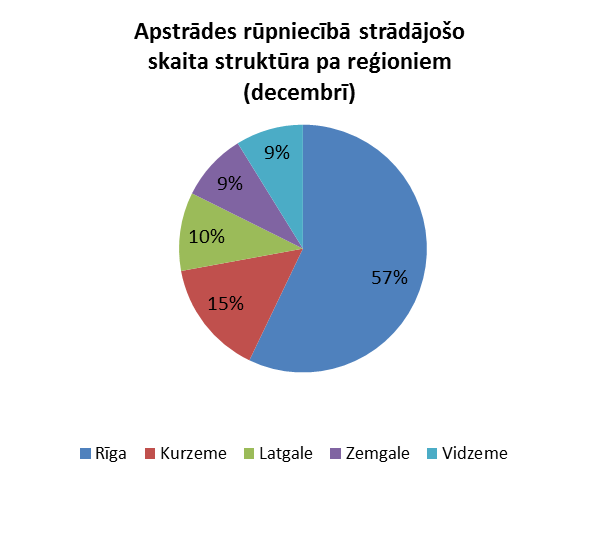 Apstrādes rūpniecībā strādājošo
skaita struktūra pa reģioniem
(decembrī)
9%
9%
10%
57%
15%
Rīga Kurzeme Latgale Zemgale Vidzeme